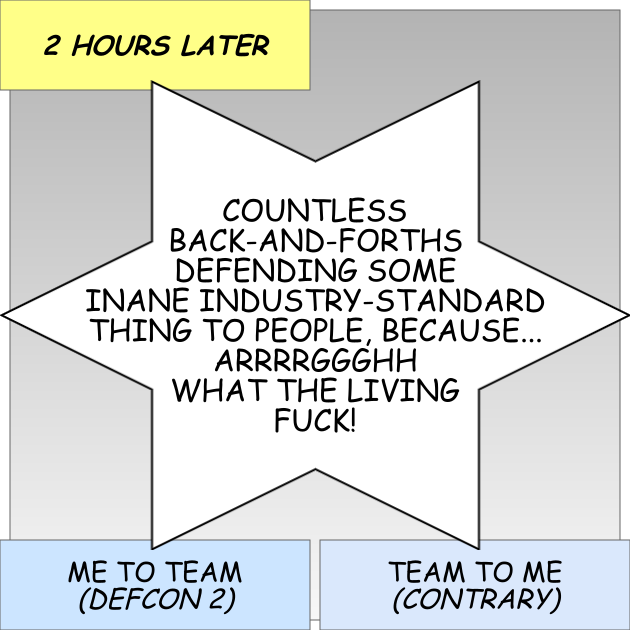 2 HOURS LATER
COUNTLESS
BACK-AND-FORTHS
DEFENDING SOME
INANE INDUSTRY-STANDARD
THING TO PEOPLE, BECAUSE...
ARRRRGGGHH
WHAT THE LIVING
FUCK!
ME TO TEAM
(DEFCON 2)
TEAM TO ME
(CONTRARY)